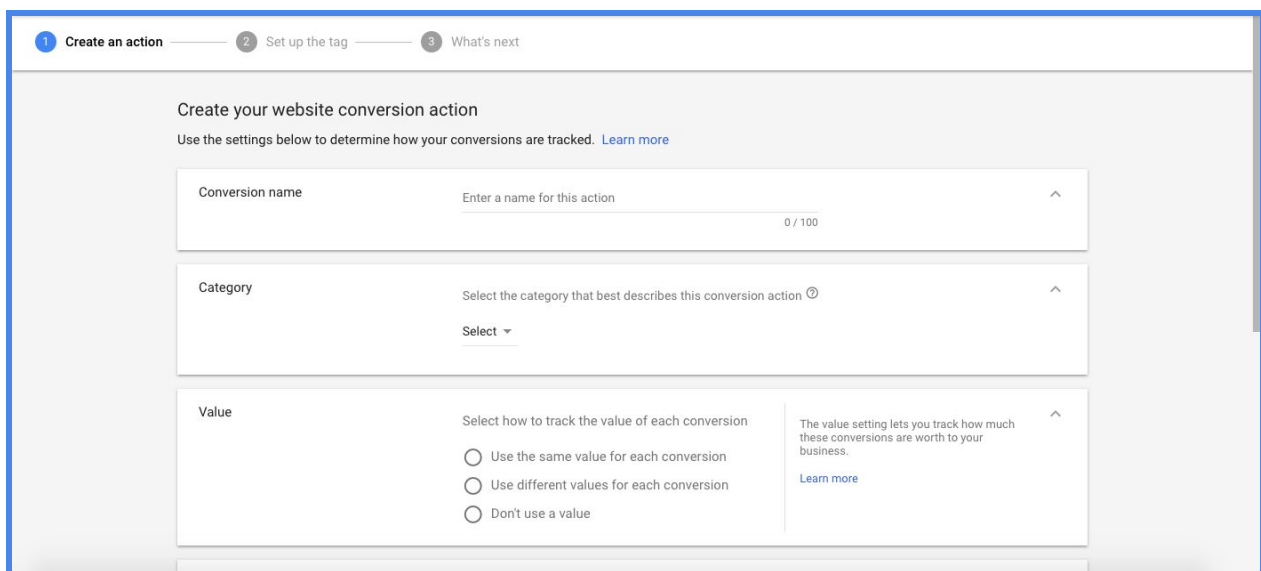 1 Create an action 2 Set up the tag 3 What's next
Create your website conversion action
Use the settings below to determine how your conversions are tracked. Learn more
Conversion name
Enter a name for this action
0 / 100
Category
Select the category that best describes this conversion action ?
Select
Value
Select how to track the value of each conversion
Use the same value for each conversion
Use different values for each conversion
Don't use a value
The value setting lets you track how much
these conversions are worth to your
business.
Learn more